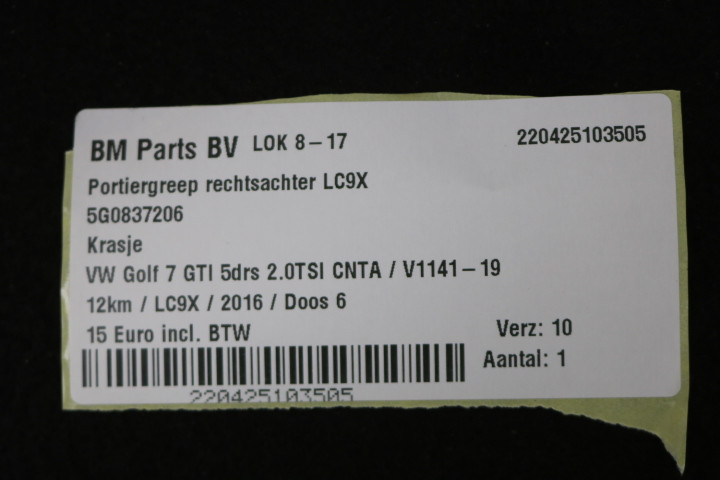 BM Parts BV LOK 8-17 220425103505
Portiergreep rechtsachter LC9X
5G0837206
Krasje
VW Golf 7 GTI 5drs 2.0TSI CNTA / V1141-19
12km / LC9X / 2016 / Doos 6
15 Euro incl. BTW Verz: 10
Aantal: 1
220425103505